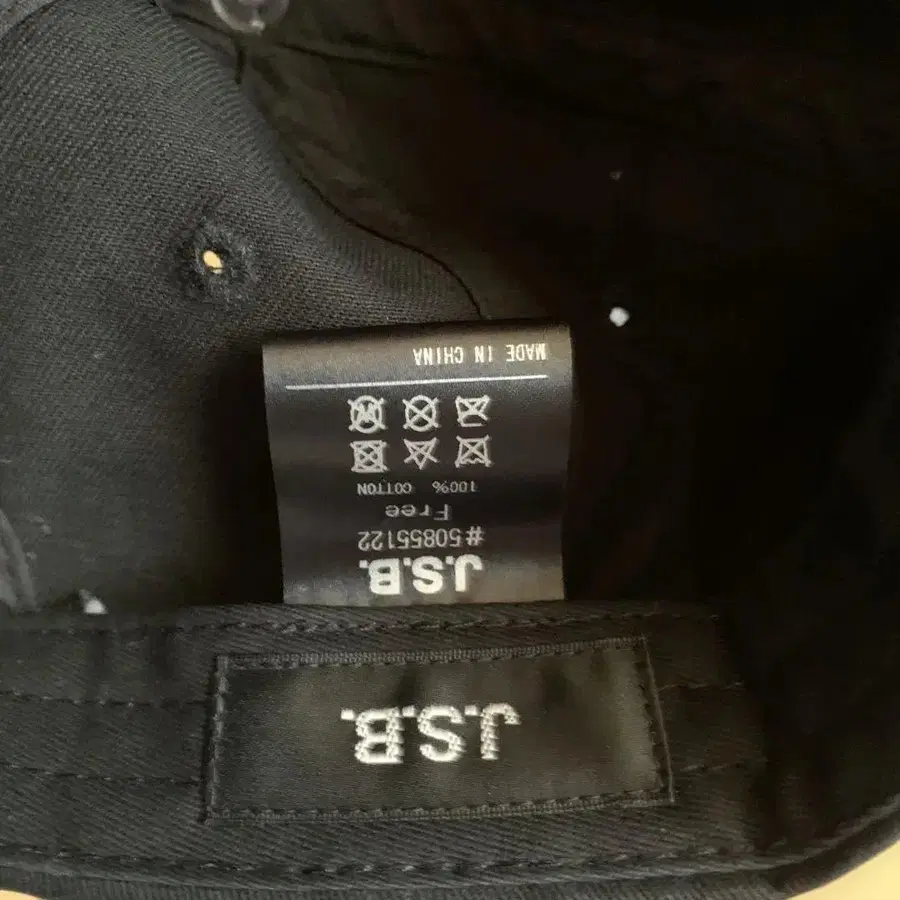 J.S.B.
J.S.B.
#50855122
Free
100% COTTON
MADE IN CHINA